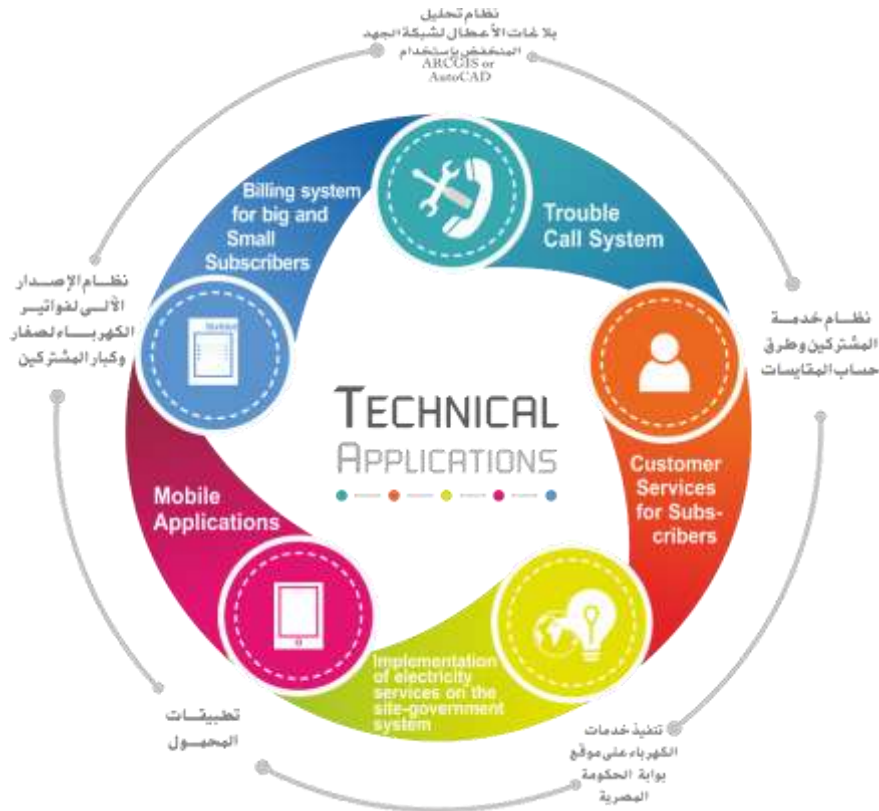 نظام تحليل
بلاغات الأعطال لشبكة الجهد
المنخفض بإستخدام
ARCGIS or
AutoCAD
Trouble
Call System
نظام خدمة
المشتركين وطرق
حساب المقايسات
Customer
Services
for Subs-
cribers
Implementation
of electricity
services on the
site-government
system
تنفيذ خدمات
الكهرباء على موقع
بوابة الحكومة
المصرية
Mobile
Applications
تطبيقات
المحمول
Billing system
for big and
Small
Subscribers
نظام الإصدار
الألى لفواتير
الكهرباء لصغار
وكبار المشتركين
TECHNICAL
APPLICATIONS